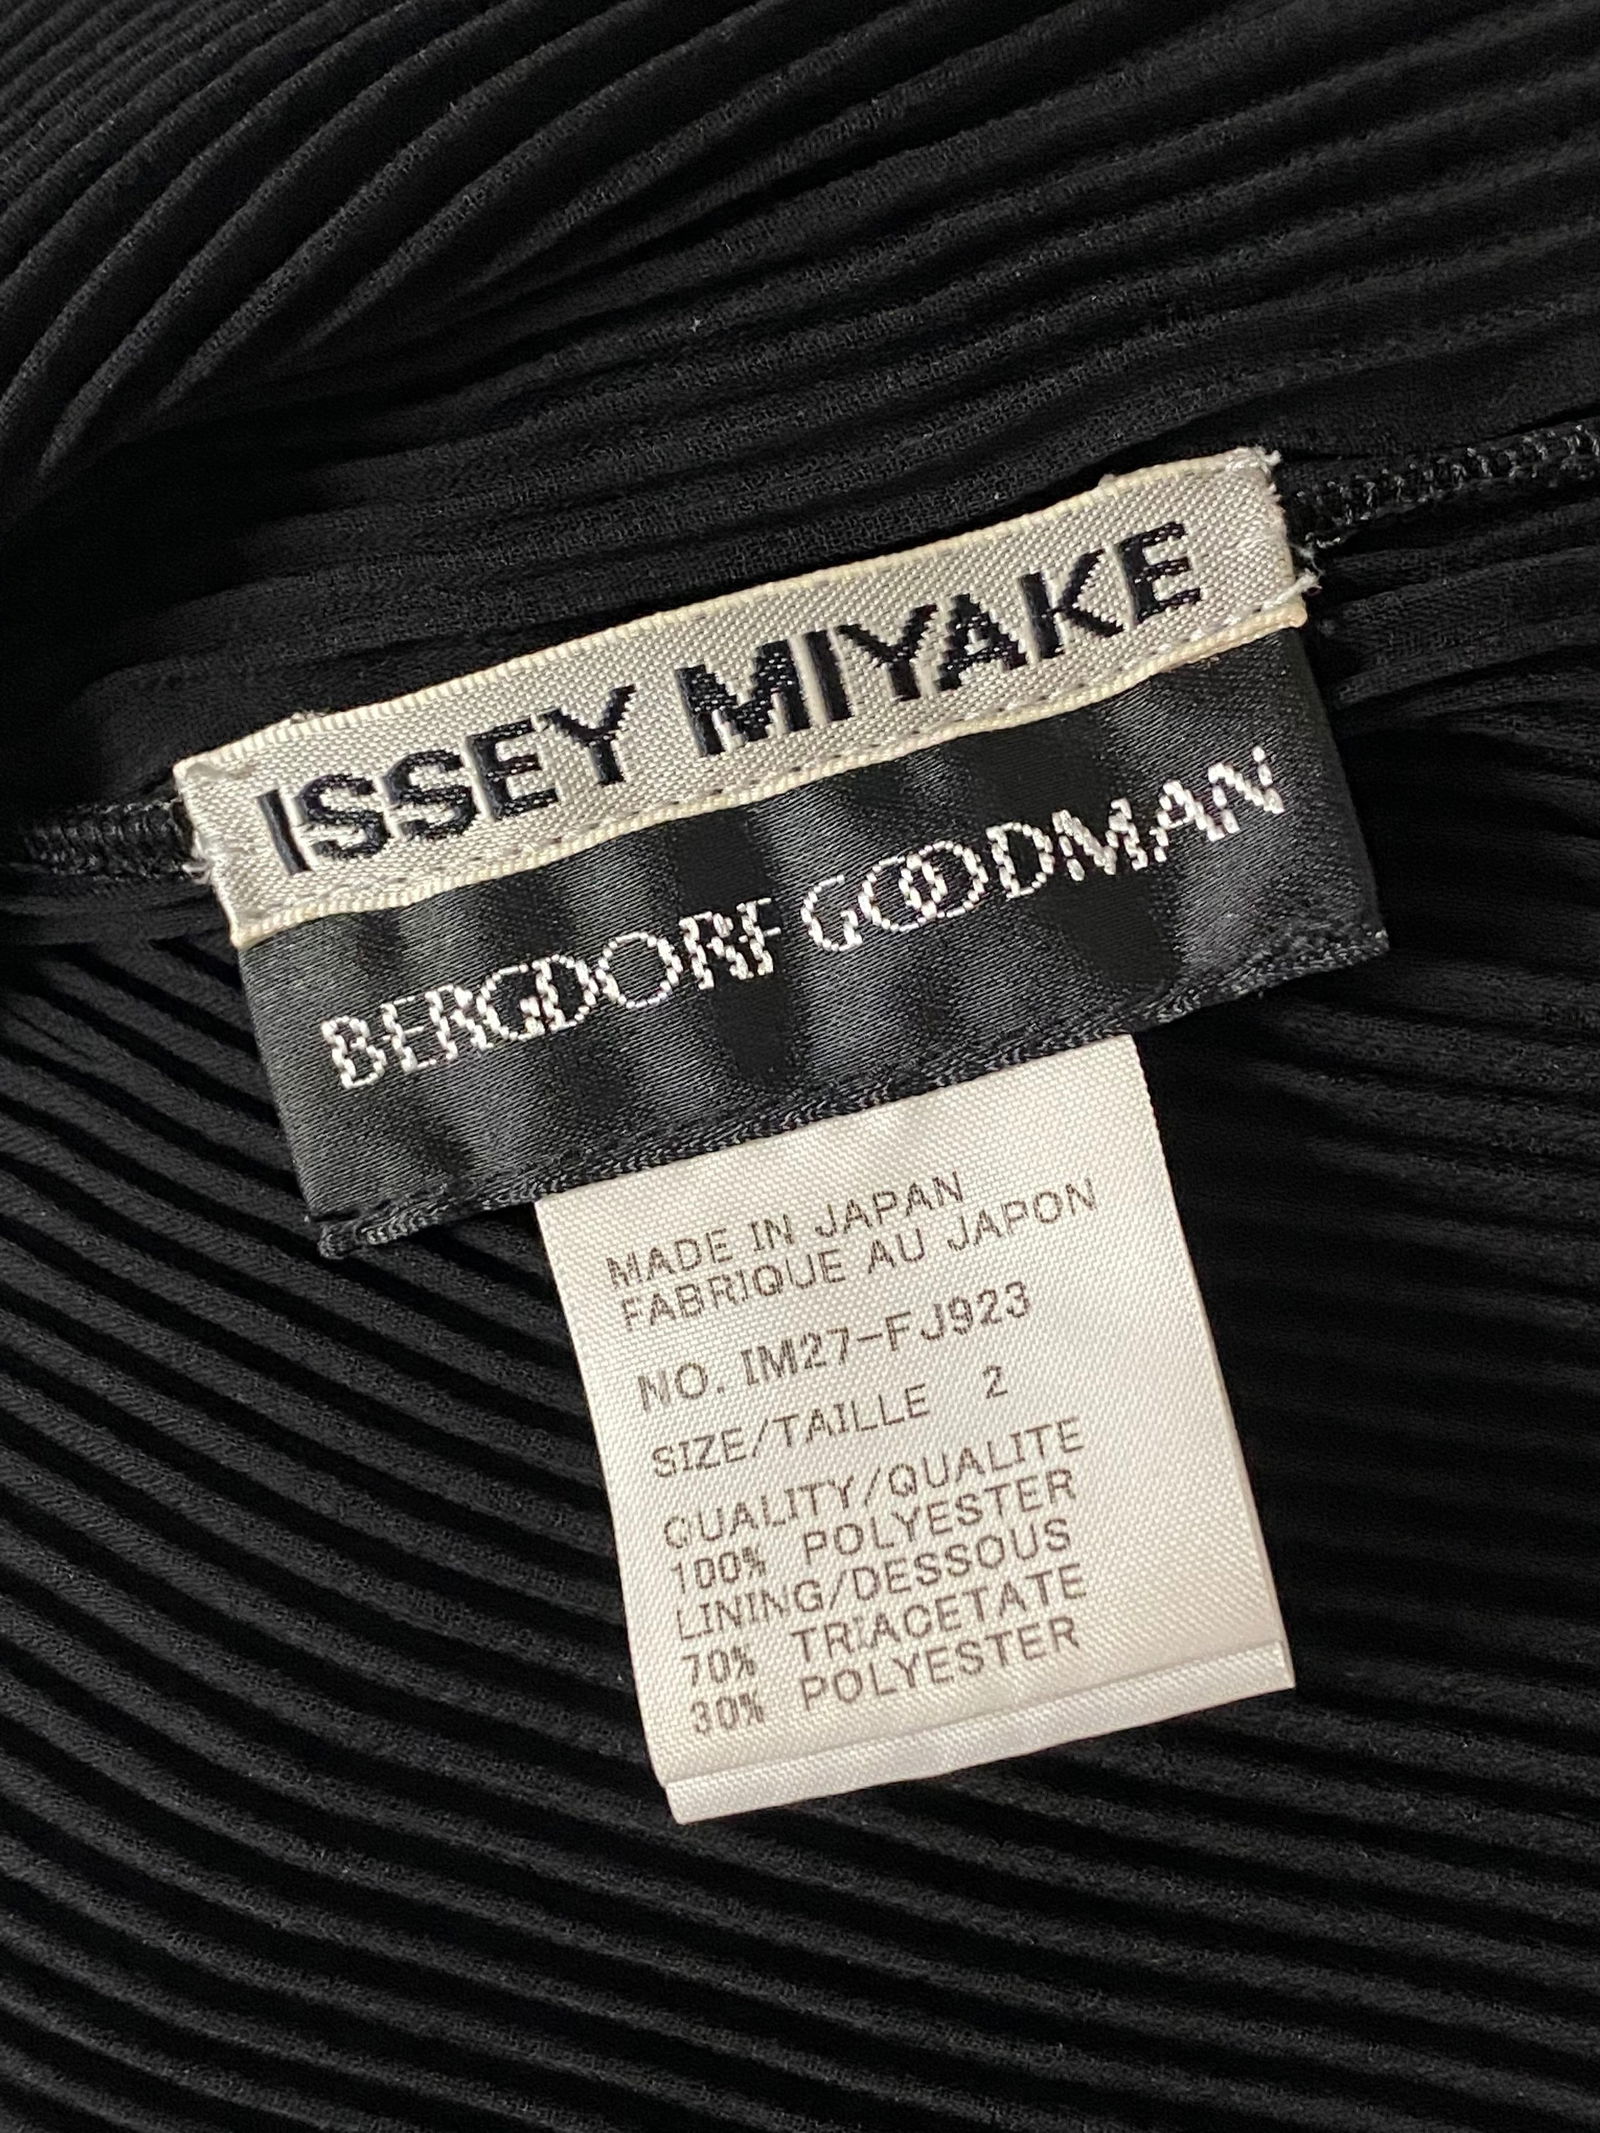 ISSEY MIYAKE
BERGDORF GOODMAN
MADE IN JAPAN
FABRIQUE AU JAPON
NO. IM27-FJ923
SIZE/TAILLE 2
QUALITY/QUALITE
100% POLYESTER
LINING/DESSOUS
70% TRIACETATE
30% POLYESTER